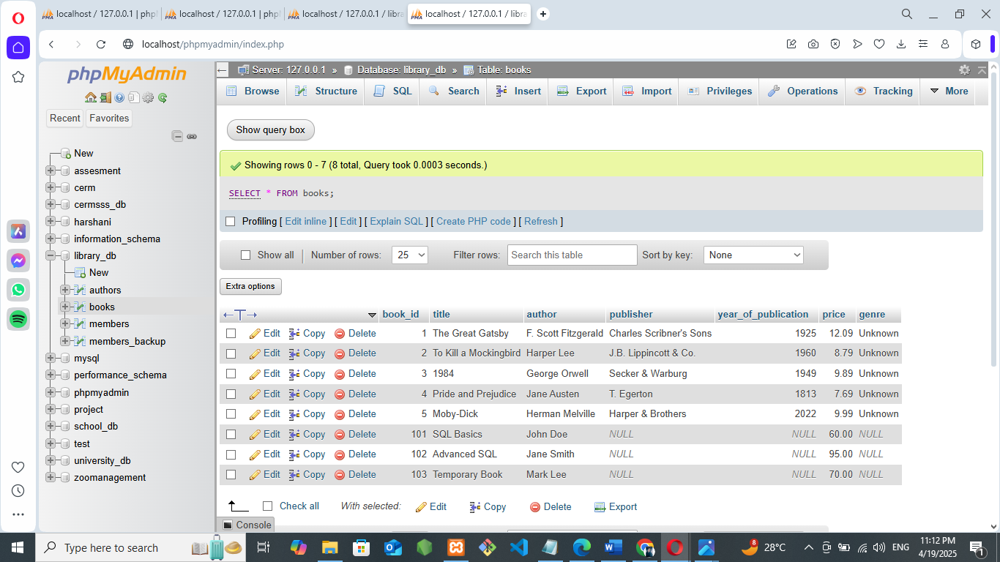 localhost / 127.0.0.1 | phpl
localhost / 127.0.0.1 | phpl
localhost / 127.0.0.1 / libra
localhost / 127.0.0.1 / libra
localhost/phpmyadmin/index.php
phpMyAdmin
Recent Favorites
New
assesment
cerm
cermsss_db
harshani
information_schema
library_db
New
authors
books
members
members_backup
mysql
performance_schema
phpmyadmin
project
school_db
test
university_db
zoomanagement
Server: 127.0.0.1 » Database: library_db » Table: books
Browse Structure SQL Search Insert Export Import Privileges Operations Tracking More
Show query box
Showing rows 0 - 7 (8 total, Query took 0.0003 seconds.)
SELECT * FROM books;
Profiling [ Edit inline ] [ Edit ] [ Explain SQL ] [ Create PHP code ] [ Refresh ]
Show all Number of rows: 25 Filter rows: Search this table Sort by key: None
Extra options
book_id title author publisher year_of_publication price genre
Edit Copy Delete 1 The Great Gatsby F. Scott Fitzgerald Charles Scribner's Sons 1925 12.09 Unknown
Edit Copy Delete 2 To Kill a Mockingbird Harper Lee J.B. Lippincott & Co. 1960 8.79 Unknown
Edit Copy Delete 3 1984 George Orwell Secker & Warburg 1949 9.89 Unknown
Edit Copy Delete 4 Pride and Prejudice Jane Austen T. Egerton 1813 7.69 Unknown
Edit Copy Delete 5 Moby-Dick Herman Melville Harper & Brothers 2022 9.99 Unknown
Edit Copy Delete 101 SQL Basics John Doe NULL NULL 60.00 NULL
Edit Copy Delete 102 Advanced SQL Jane Smith NULL NULL 95.00 NULL
Edit Copy Delete 103 Temporary Book Mark Lee NULL NULL 70.00 NULL
Check all With selected: Edit Copy Delete Export
Console
Type here to search
8
28°C
ENG
11:12 PM
4/19/2025
1